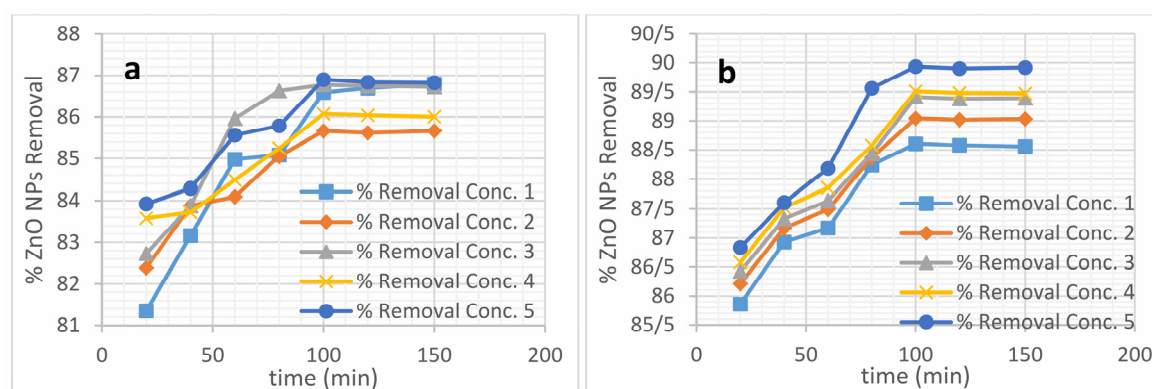 a
88
87
86
85
84
83
82
81
% ZnO NPs Removal
% Removal Conc. 1
% Removal Conc. 2
% Removal Conc. 3
% Removal Conc. 4
% Removal Conc. 5
0 50 100 150 200
time (min)
b
90/5
90
89/5
89
88/5
88
87/5
87
86/5
86
85/5
% ZnO NPs Removal
% Removal Conc. 1
% Removal Conc. 2
% Removal Conc. 3
% Removal Conc. 4
% Removal Conc. 5
0 50 100 150 200
time (min)